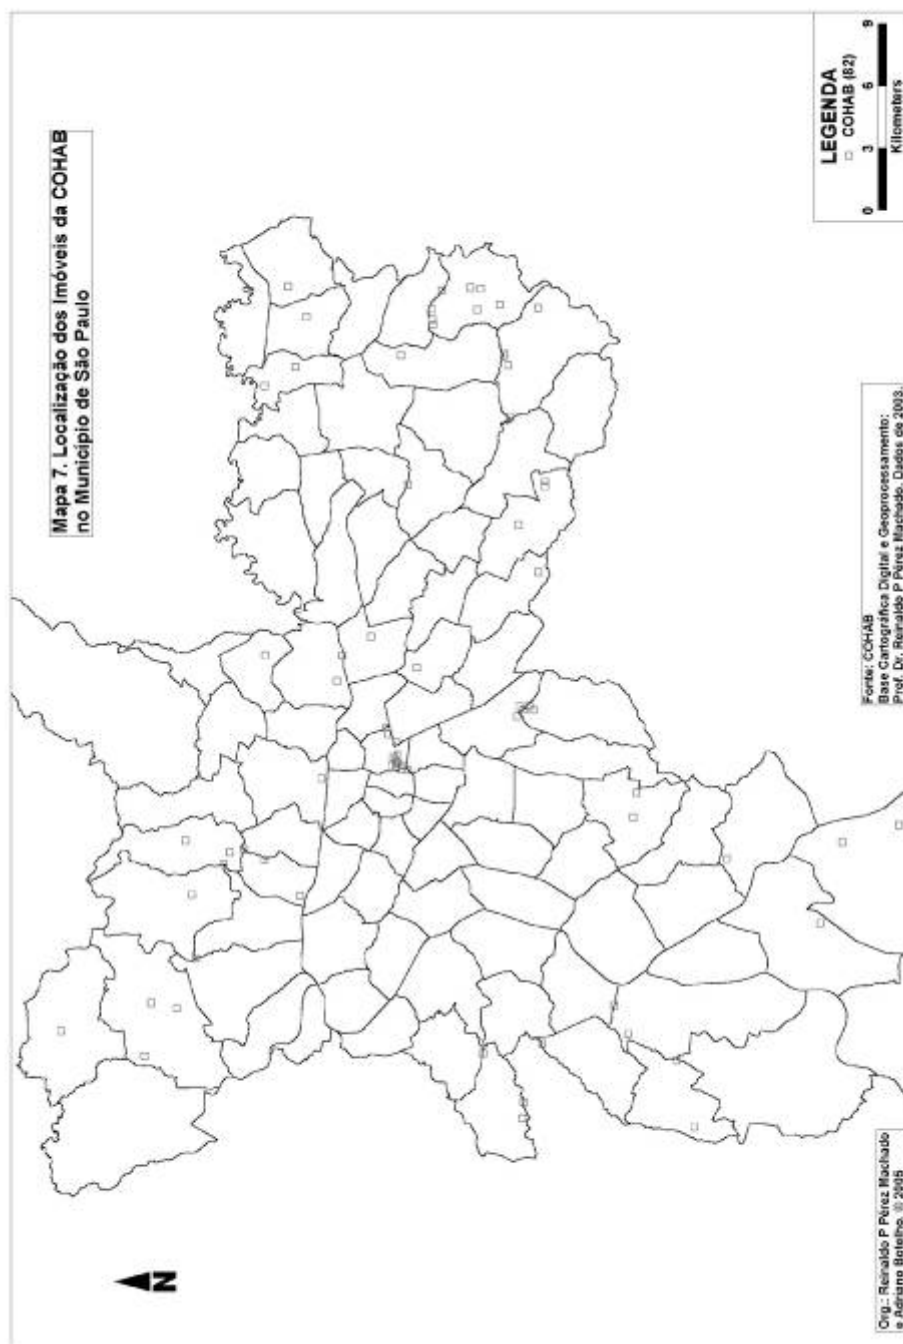 Mapa 7. Localização dos Imóveis da COHAB
no Município de São Paulo
N
LEGENDA
COHAB (82)
0 3 6 9
Kilometers
Fonte: COHAB
Base Cartográfica Digital e Geoprocessamento:
Prof. Dr. Reinaldo P Pérez Machado. Dados de 2003.
Org.: Reinaldo P Pérez Machado
e Adriano Botelho. © 2005